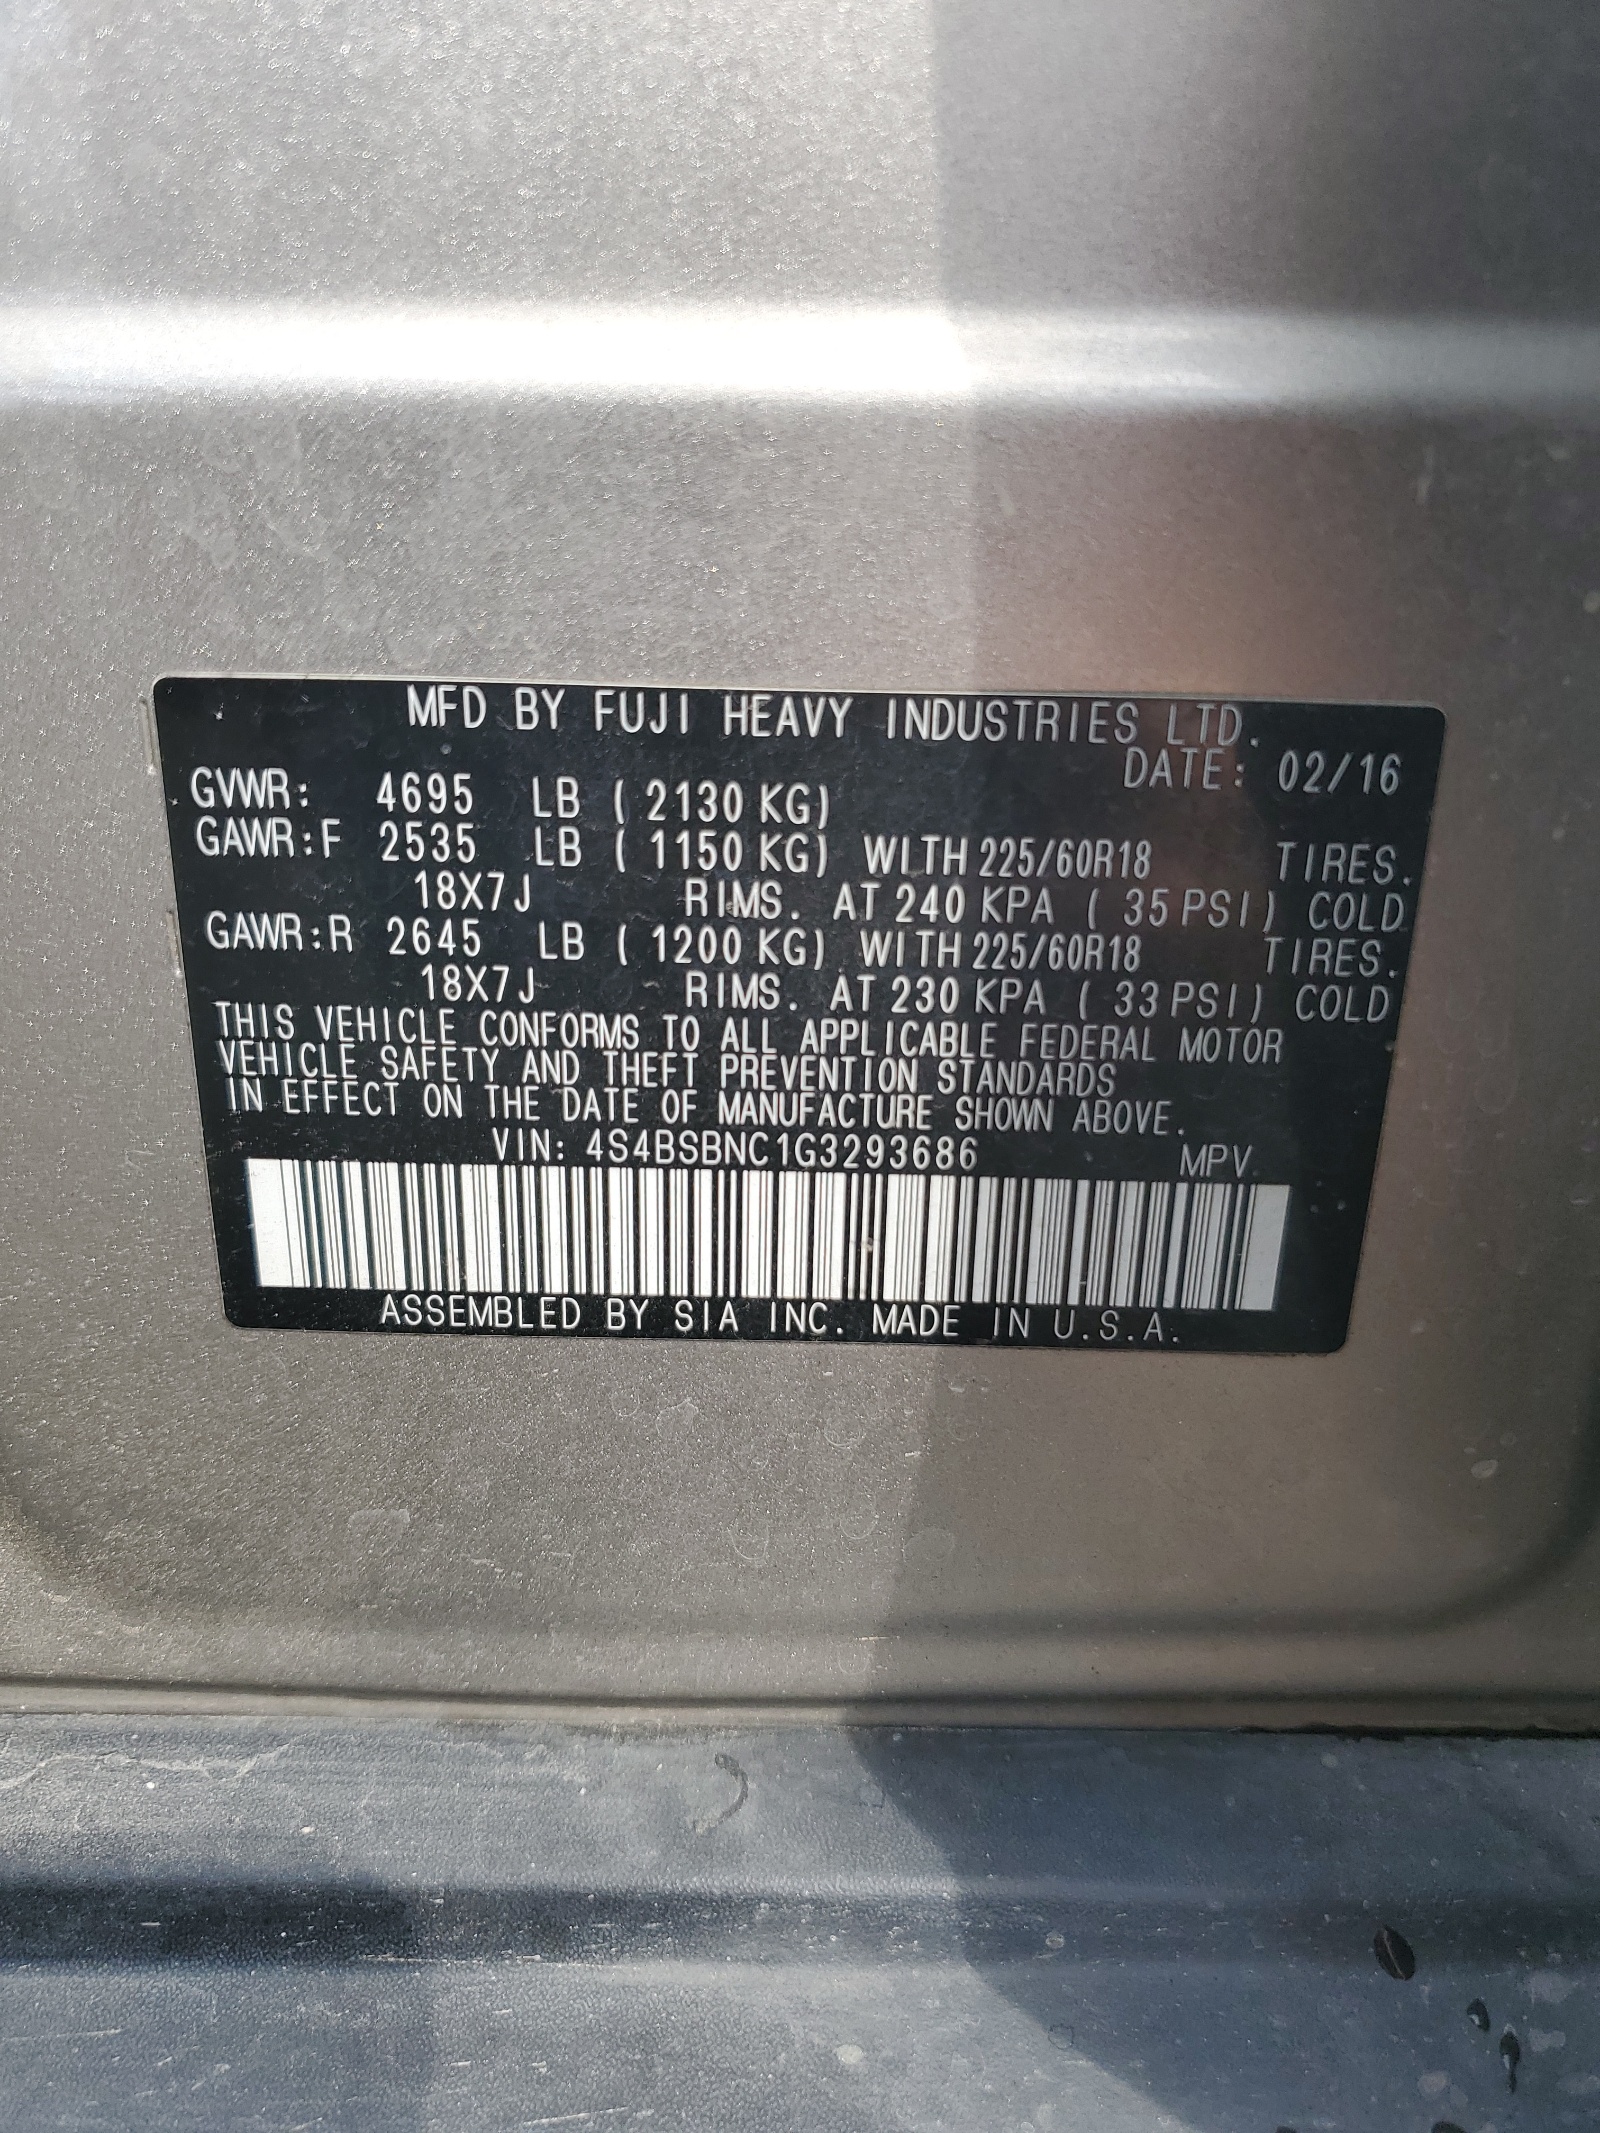 MFD BY FUJI HEAVY INDUSTRIES LTD.
DATE: 02/16
GVWR: 4695 LB ( 2130 KG)
GAWR:F 2535 LB ( 1150 KG) WITH 225/60R18 TIRES.
18X7J RIMS. AT 240 KPA ( 35 PSI) COLD
GAWR:R 2645 LB ( 1200 KG) WITH 225/60R18 TIRES.
18X7J RIMS. AT 230 KPA ( 33 PSI) COLD
THIS VEHICLE CONFORMS TO ALL APPLICABLE FEDERAL MOTOR
VEHICLE SAFETY AND THEFT PREVENTION STANDARDS
IN EFFECT ON THE DATE OF MANUFACTURE SHOWN ABOVE.
VIN: 4S4BSBNC1G3293686 MPV
ASSEMBLED BY SIA INC. MADE IN U.S.A.